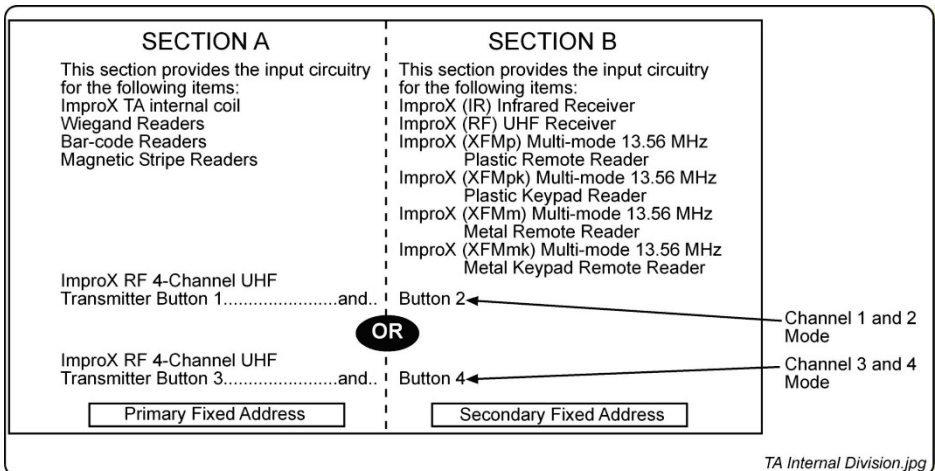 SECTION A
This section provides the input circuitry
for the following items:
ImproX TA internal coil
Wiegand Readers
Bar-code Readers
Magnetic Stripe Readers
ImproX RF 4-Channel UHF
Transmitter Button 1.......................and..
OR
ImproX RF 4-Channel UHF
Transmitter Button 3.......................and..
Primary Fixed Address
SECTION B
This section provides the input circuitry
for the following items:
ImproX (IR) Infrared Receiver
ImproX (RF) UHF Receiver
ImproX (XFMp) Multi-mode 13.56 MHz
Plastic Remote Reader
ImproX (XFMpk) Multi-mode 13.56 MHz
Plastic Keypad Reader
ImproX (XFMm) Multi-mode 13.56 MHz
Metal Remote Reader
ImproX (XFMmk) Multi-mode 13.56 MHz
Metal Keypad Remote Reader
Button 2
Button 4
Secondary Fixed Address
Channel 1 and 2
Mode
Channel 3 and 4
Mode
TA Internal Division.jpg